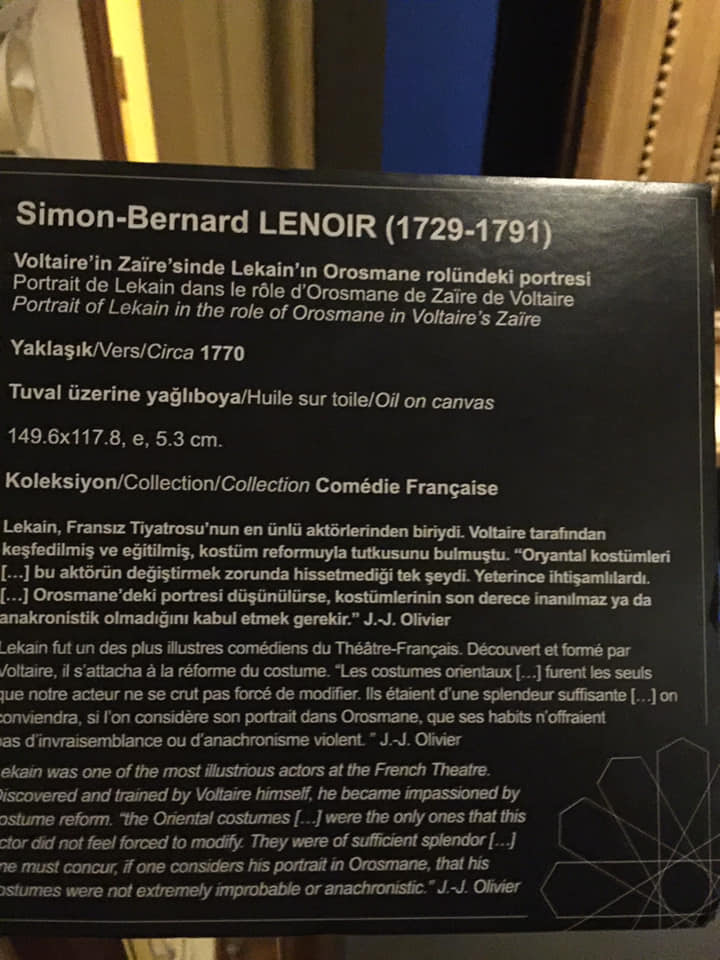 Simon-Bernard LENOIR (1729-1791)
Voltaire'in Zaïre'sinde Lekain'ın Orosmane rolündeki portresi
Portrait de Lekain dans le rôle d'Orosmane de Zaïre de Voltaire
Portrait of Lekain in the role of Orosmane in Voltaire's Zaïre
Yaklaşık/Vers/Circa 1770
Tuval üzerine yağlıboya/Huile sur toile/Oil on canvas
149.6x117.8, e, 5.3 cm.
Koleksiyon/Collection/Collection Comédie Française
Lekain, Fransız Tiyatrosu'nun en ünlü aktörlerinden biriydi. Voltaire tarafından
keşfedilmiş ve eğitilmiş, kostüm reformuyla tutkusunu bulmuştu. "Oryantal kostümleri
[...] bu aktörün değiştirmek zorunda hissetmediği tek şeydi. Yeterince ihtişamlılardı.
[...] Orosmane'deki portresi düşünülürse, kostümlerinin son derece inanılmaz ya da
anakronistik olmadığını kabul etmek gerekir." J.-J. Olivier
Lekain fut un des plus illustres comédiens du Théâtre-Français. Découvert et formé par
Voltaire, il s'attacha à la réforme du costume. "Les costumes orientaux [...] furent les seuls
que notre acteur ne se crut pas forcé de modifier. Ils étaient d'une splendeur suffisante [...] on
conviendra, si l'on considère son portrait dans Orosmane, que ses habits n'offraient
pas d'invraisemblance ou d'anachronisme violent. " J.-J. Olivier
ekain was one of the most illustrious actors at the French Theatre.
Discovered and trained by Voltaire himself, he became impassioned by
ostume reform. "the Oriental costumes [...] were the only ones that this
ctor did not feel forced to modify. They were of sufficient splendor [...]
ne must concur, if one considers his portrait in Orosmane, that his
ostumes were not extremely improbable or anachronistic." J.-J. Olivier